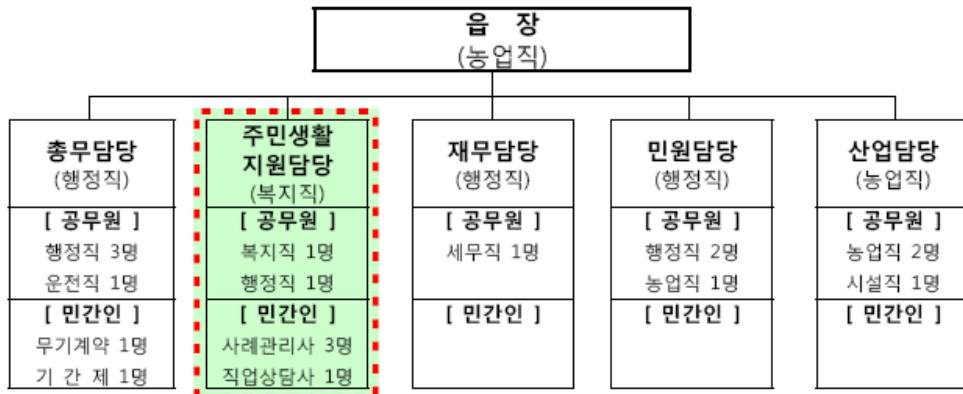 읍 장
(농업직)
총무담당
(행정직)
[ 공무원 ]
행정직 3명
운전직 1명
[ 민간인 ]
무기계약 1명
기 간 제 1명
주민생활
지원담당
(복지직)
[ 공무원 ]
복지직 1명
행정직 1명
[ 민간인 ]
사례관리사 3명
직업상담사 1명
재무담당
(행정직)
[ 공무원 ]
세무직 1명
[ 민간인 ]
민원담당
(행정직)
[ 공무원 ]
행정직 2명
농업직 1명
[ 민간인 ]
산업담당
(농업직)
[ 공무원 ]
농업직 2명
시설직 1명
[ 민간인 ]